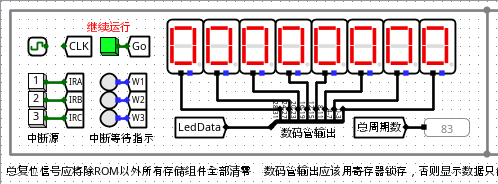 继续运行
CLK
Go
1 IRA
2 IRB
3 IRC
W1
W2
W3
中断源
中断等待指示
LedData
数码管输出
总周期数
83
总复位信号应将除ROM以外所有存储组件全部清零 数码管输出应该用寄存器锁存，否则显示数据只